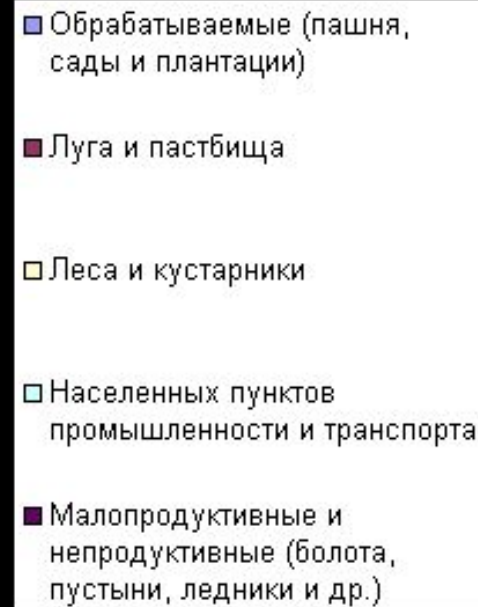 Обрабатываемые (пашня,
сады и плантации)
Луга и пастбища
Леса и кустарники
Населенных пунктов
промышленности и транспорта
Малопродуктивные и
непродуктивные (болота,
пустыни, ледники и др.)